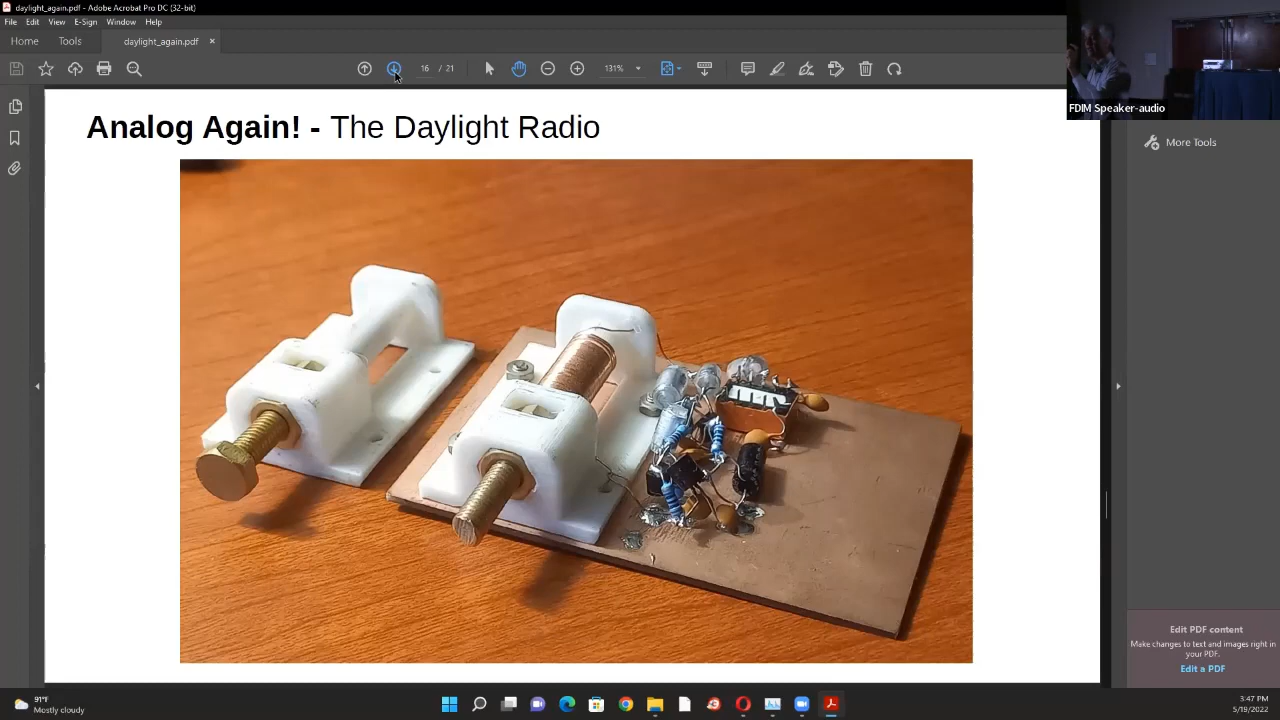 daylight_again.pdf - Adobe Acrobat Pro DC (32-bit)
File Edit View E-Sign Window Help
Home Tools daylight_again.pdf ×
16 / 21 131%
FDIM Speaker-audio
More Tools
Analog Again! - The Daylight Radio
Edit PDF content
Make changes to text and images right in
your PDF.
Edit a PDF
91°F
Mostly cloudy
3:47 PM
5/19/2022